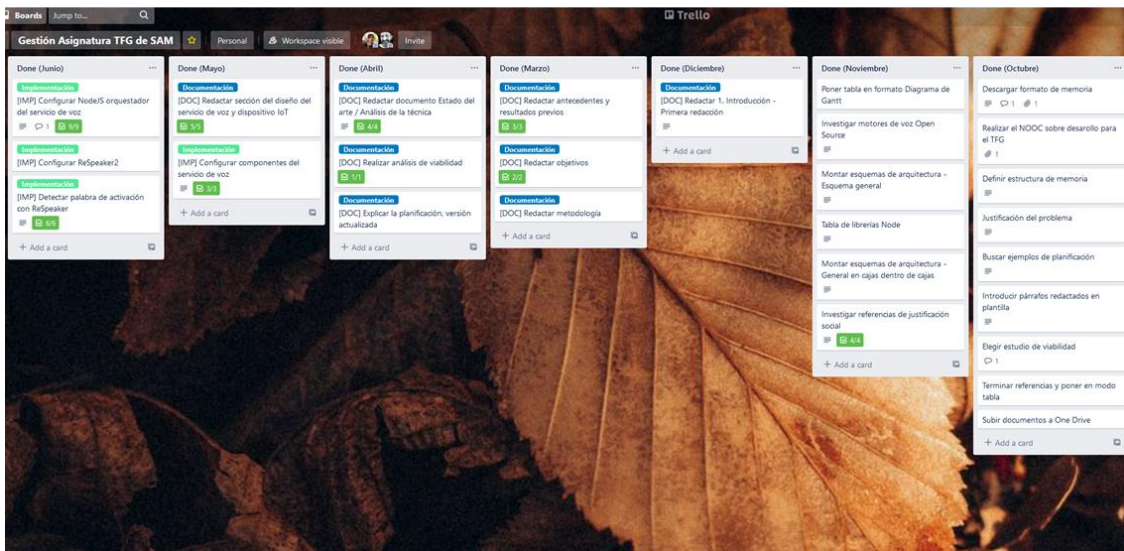 Boards
Jump to...
Trello
Gestión Asignatura TFG de SAM
Personal
Workspace visible
Invite
Done (Junio)
Implementación
[IMP] Configurar NodeJS orquestador
del servicio de voz
1
9/9
Implementación
[IMP] Configurar ReSpeaker2
Implementación
[IMP] Detectar palabra de activación
con ReSpeaker
6/6
+ Add a card
Done (Mayo)
Documentación
[DOC] Redactar sección del diseño del
servicio de voz y dispositivo IoT
5/5
Implementación
[IMP] Configurar componentes del
servicio de voz
3/3
+ Add a card
Done (Abril)
Documentación
[DOC] Redactar documento Estado del
arte / Análisis de la técnica
4/4
Documentación
[DOC] Realizar análisis de viabilidad
1/1
Documentación
[DOC] Explicar la planificación, versión
actualizada
+ Add a card
Done (Marzo)
Documentación
[DOC] Redactar antecedentes y
resultados previos
3/3
Documentación
[DOC] Redactar objetivos
2/2
Documentación
[DOC] Redactar metodología
+ Add a card
Done (Diciembre)
Documentación
[DOC] Redactar 1. Introducción -
Primera redacción
+ Add a card
Done (Noviembre)
Poner tabla en formato Diagrama de
Gantt
Investigar motores de voz Open
Source
Montar esquemas de arquitectura -
Esquema general
Tabla de librerías Node
Montar esquemas de arquitectura -
General en cajas dentro de cajas
Investigar referencias de justificación
social
4/4
+ Add a card
Done (Octubre)
Descargar formato de memoria
1
1
Realizar el NOOC sobre desarollo para
el TFG
1
Definir estructura de memoria
Justificación del problema
Buscar ejemplos de planificación
Introducir párrafos redactados en
plantilla
Elegir estudio de viabilidad
1
Terminar referencias y poner en modo
tabla
Subir documentos a One Drive
+ Add a card